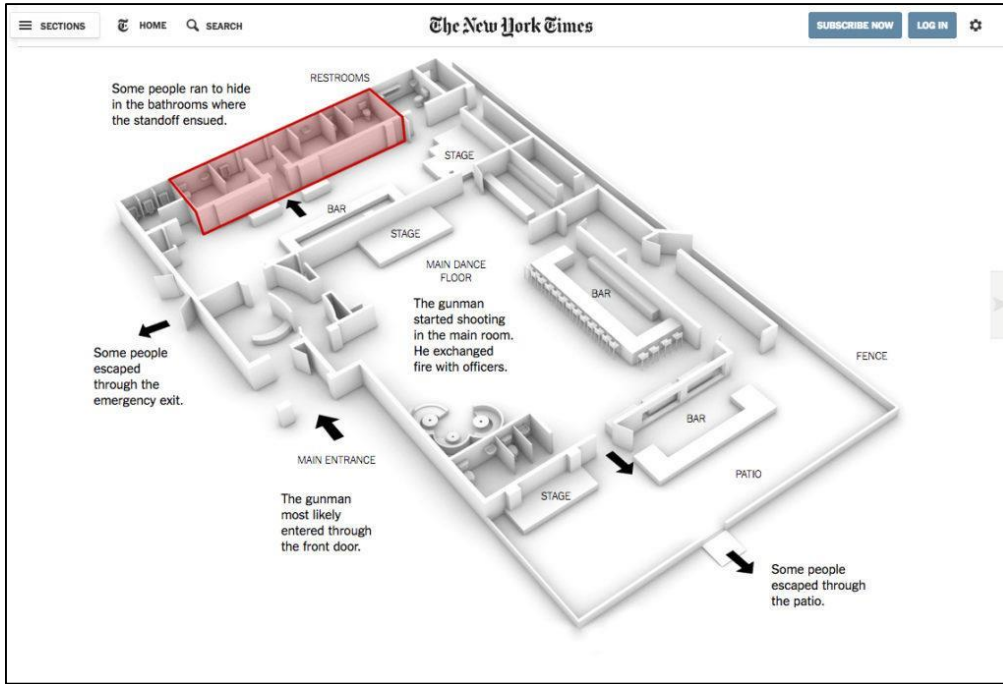 SECTIONS
HOME
SEARCH
The New York Times
SUBSCRIBE NOW
LOG IN
Some people ran to hide
in the bathrooms where
the standoff ensued.
RESTROOMS
STAGE
BAR
STAGE
MAIN DANCE
FLOOR
The gunman
started shooting
in the main room.
He exchanged
fire with officers.
BAR
Some people
escaped
through the
emergency exit.
FENCE
MAIN ENTRANCE
The gunman
most likely
entered through
the front door.
BAR
PATIO
STAGE
Some people
escaped through
the patio.